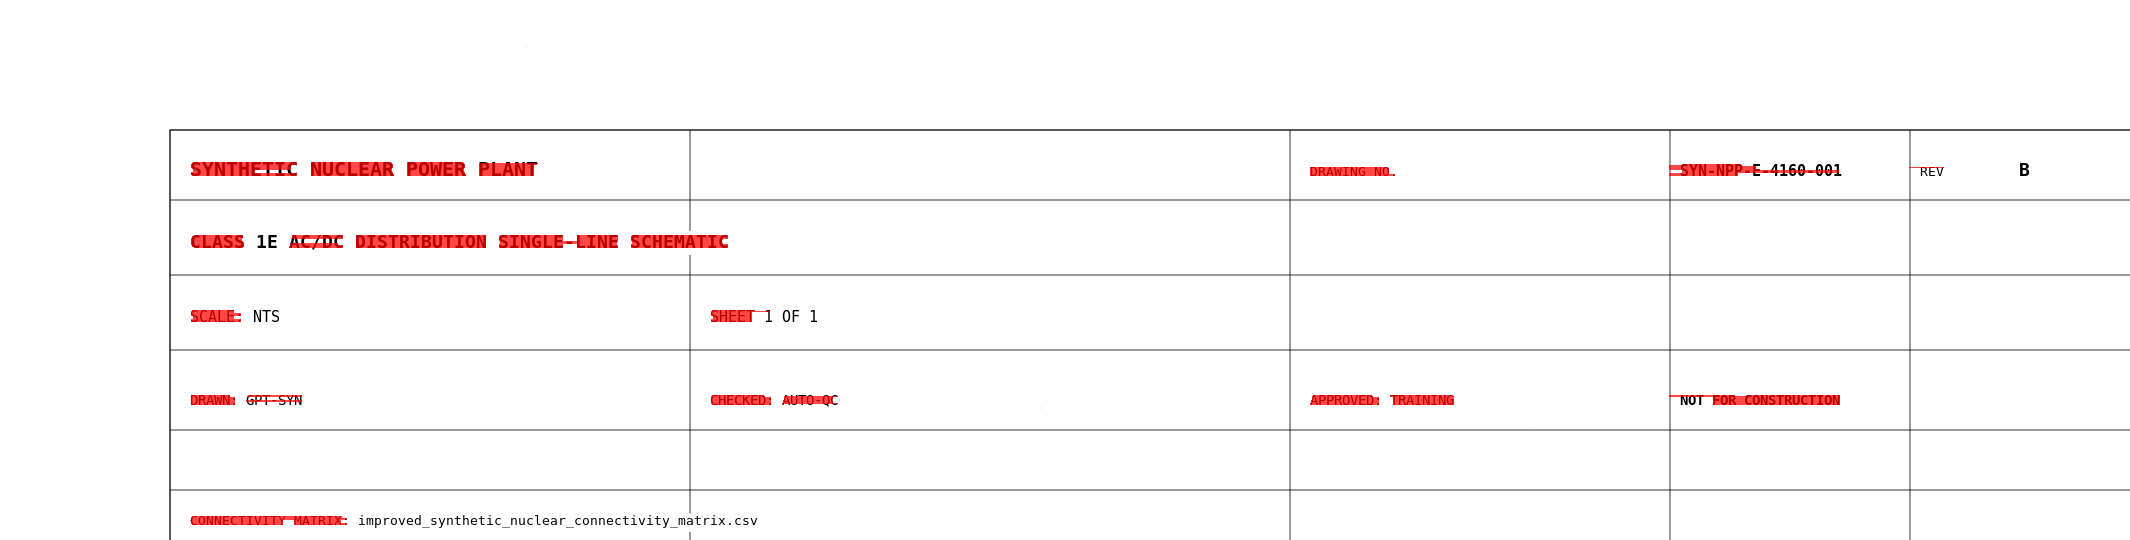 SYNTHETIC NUCLEAR POWER PLANT DRAWING NO. SYN-NPP-E-4160-001 REV B
CLASS 1E AC/DC DISTRIBUTION SINGLE-LINE SCHEMATIC
SCALE: NTS SHEET 1 OF 1
DRAWN: GPT-SYN CHECKED: AUTO-QC APPROVED: TRAINING NOT FOR CONSTRUCTION
CONNECTIVITY MATRIX: improved_synthetic_nuclear_connectivity_matrix.csv